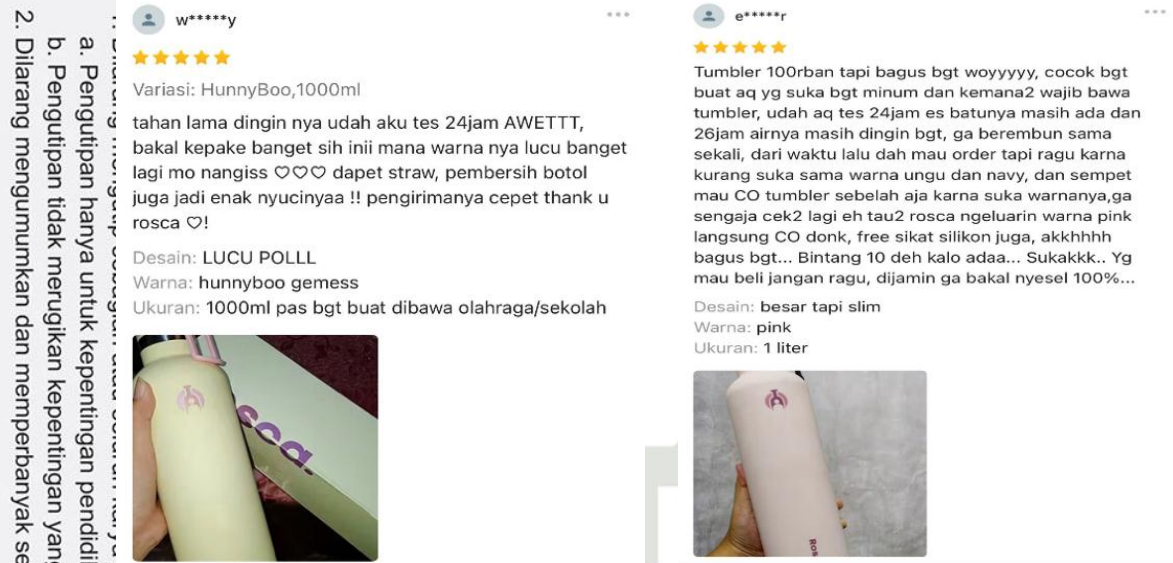 a. Pengutipan hanya untuk kepentingan pendidi
b. Pengutipan tidak merugikan kepentingan yang
2. Dilarang mengumumkan dan memperbanyak se
w*****y
Variasi: HunnyBoo,1000ml
tahan lama dingin nya udah aku tes 24jam AWETTT,
bakal kepake banget sih inii mana warna nya lucu banget
lagi mo nangiss ♡♡♡ dapet straw, pembersih botol
juga jadi enak nyucinyaa !! pengirimanya cepet thank u
rosca ♡!
Desain: LUCU POLLL
Warna: hunnyboo gemess
Ukuran: 1000ml pas bgt buat dibawa olahraga/sekolah
e*****r
Tumbler 100rban tapi bagus bgt woyyyyy, cocok bgt
buat aq yg suka bgt minum dan kemana2 wajib bawa
tumbler, udah aq tes 24jam es batunya masih ada dan
26jam airnya masih dingin bgt, ga berembun sama
sekali, dari waktu lalu dah mau order tapi ragu karna
kurang suka sama warna ungu dan navy, dan sempet
mau CO tumbler sebelah aja karna suka warnanya,ga
sengaja cek2 lagi eh tau2 rosca ngeluarin warna pink
langsung CO donk, free sikat silikon juga, akkhhhh
bagus bgt... Bintang 10 deh kalo adaa... Sukakkk.. Yg
mau beli jangan ragu, dijamin ga bakal nyesel 100%...
Desain: besar tapi slim
Warna: pink
Ukuran: 1 liter
Ros